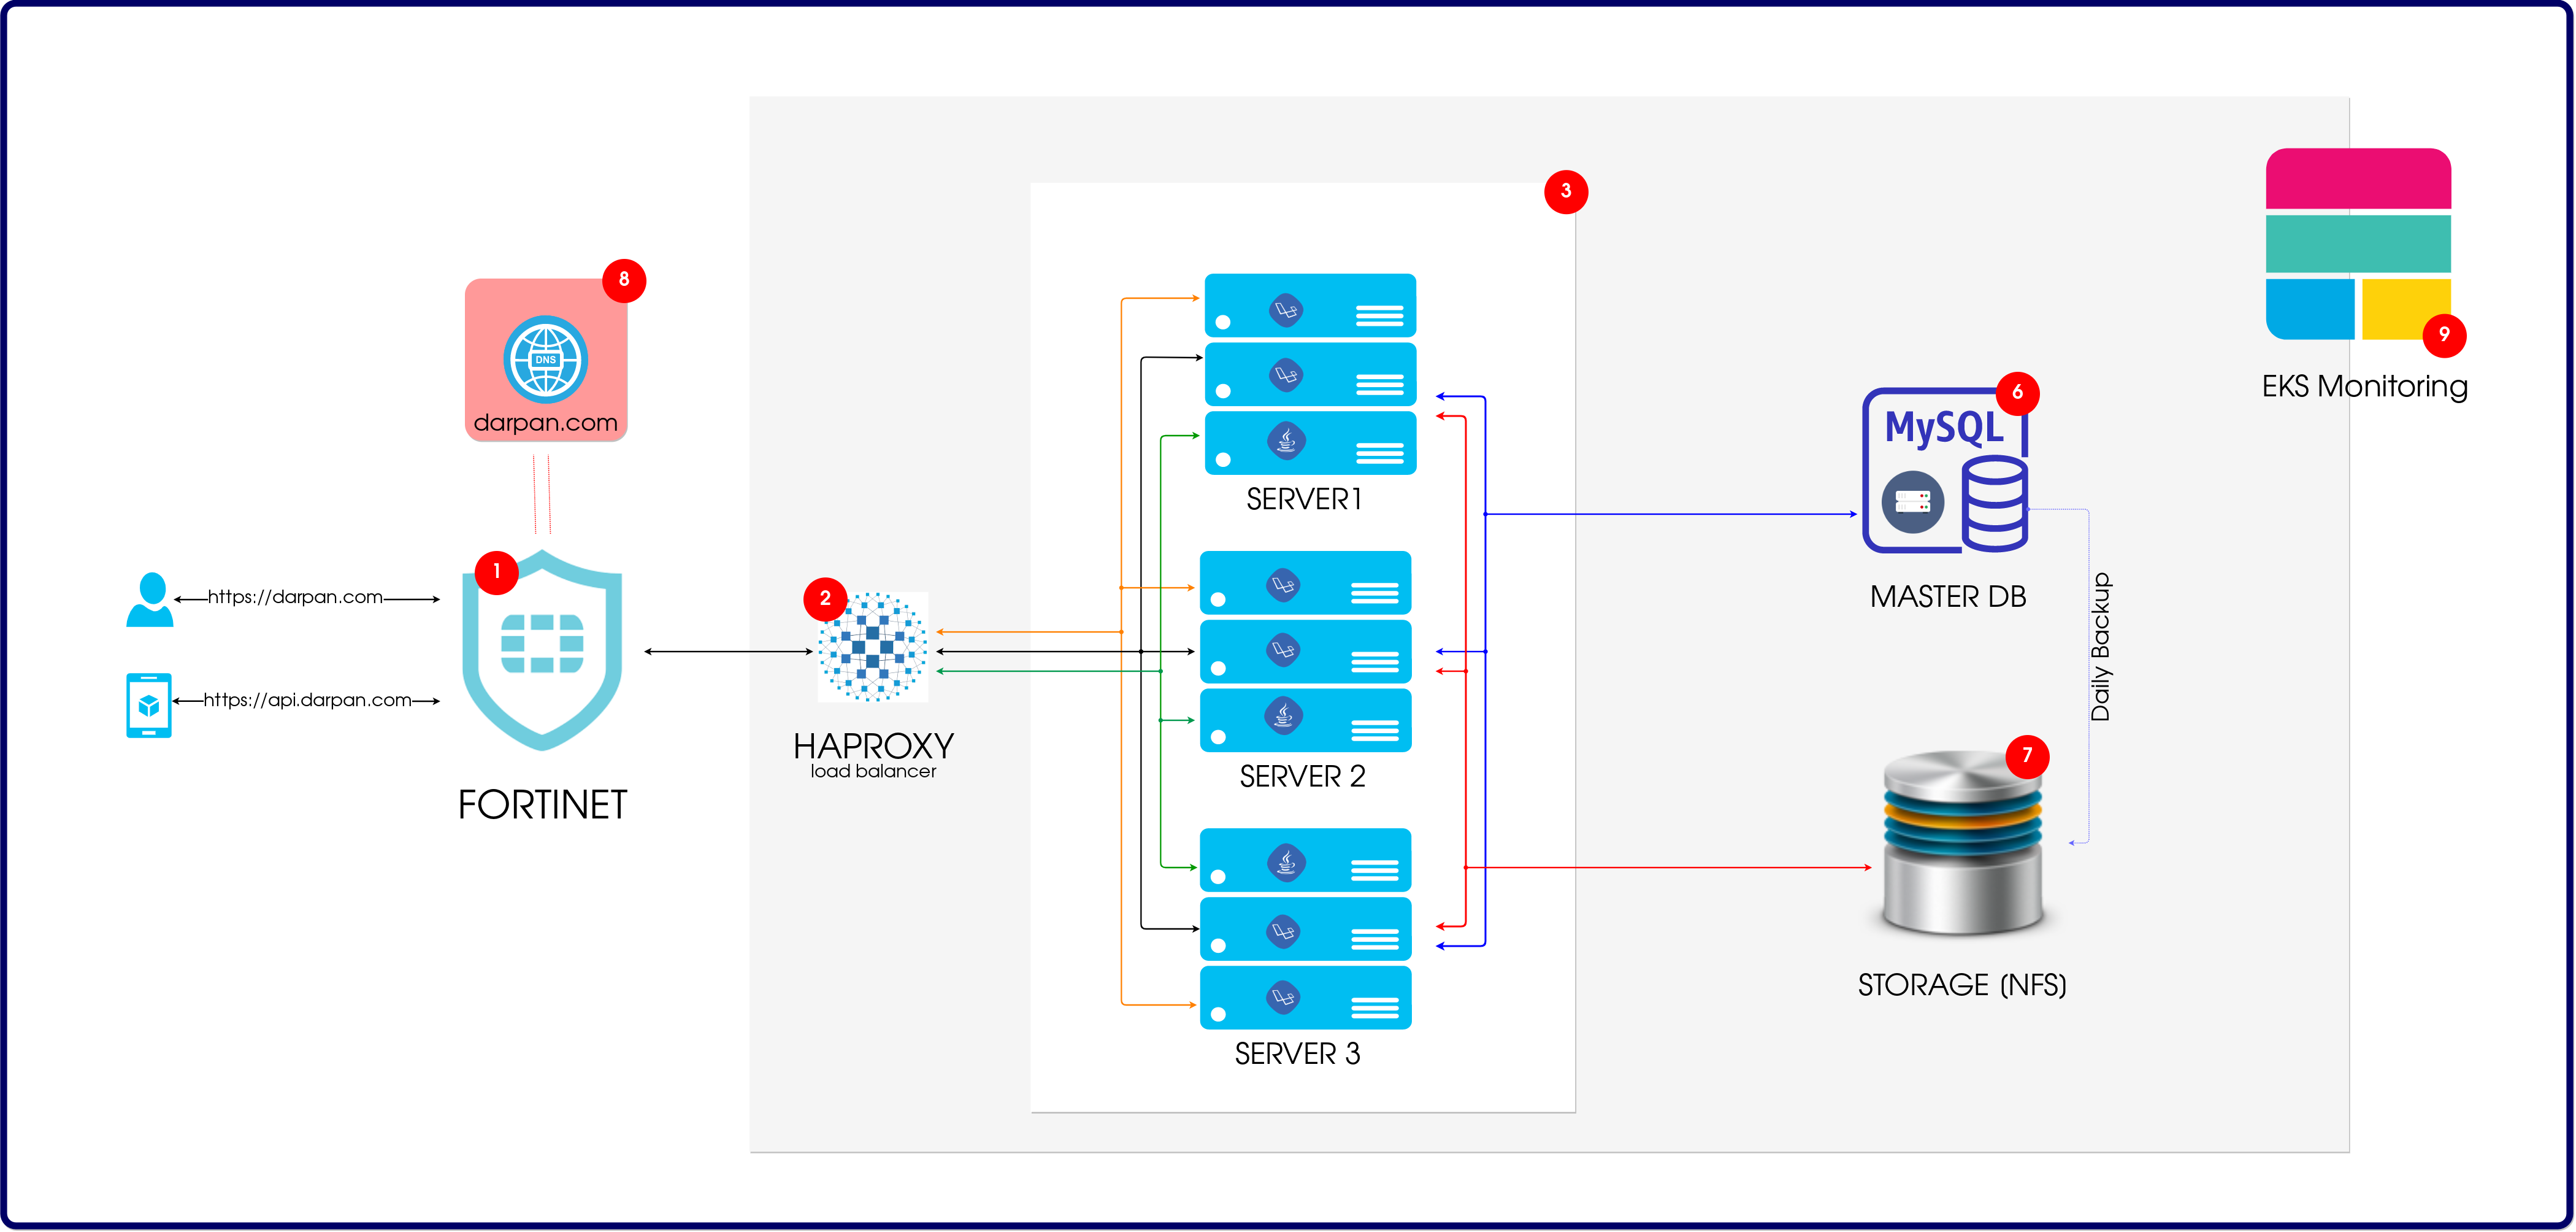 3
8
DNS
darpan.com
9
EKS Monitoring
6
MySQL
SERVER1
1
https://darpan.com
2
MASTER DB
Daily Backup
https://api.darpan.com
HAPROXY
load balancer
SERVER 2
7
FORTINET
STORAGE (NFS)
SERVER 3